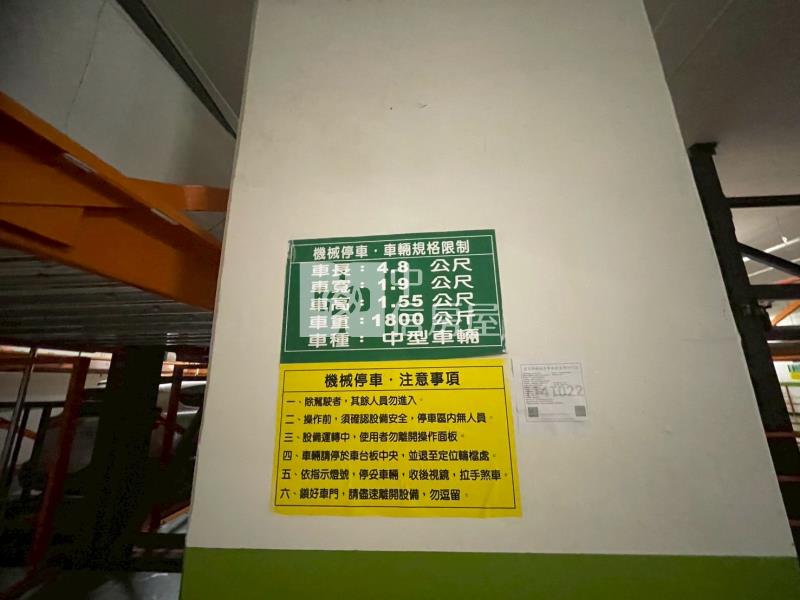 機械停車·車輛規格限制
車長：4.8 公尺
車寬：1.9 公尺
車高：1.55 公尺
車重：1800 公斤
車種：中型車輛
信房屋
機械停車·注意事項
一、除駕駛者，其餘人員勿進入。
二、操作前，須確認設備安全，停車區内無人員。
三、設備運轉中，使用者勿離開操作面板。
四、車輛請停於車台板中央，並退至定位輪檔處。
五、依指示燈號，停妥車輛，收後視鏡，拉手煞車。
六、鎖好車門，請儘速離開設備，勿逗留。
1141022